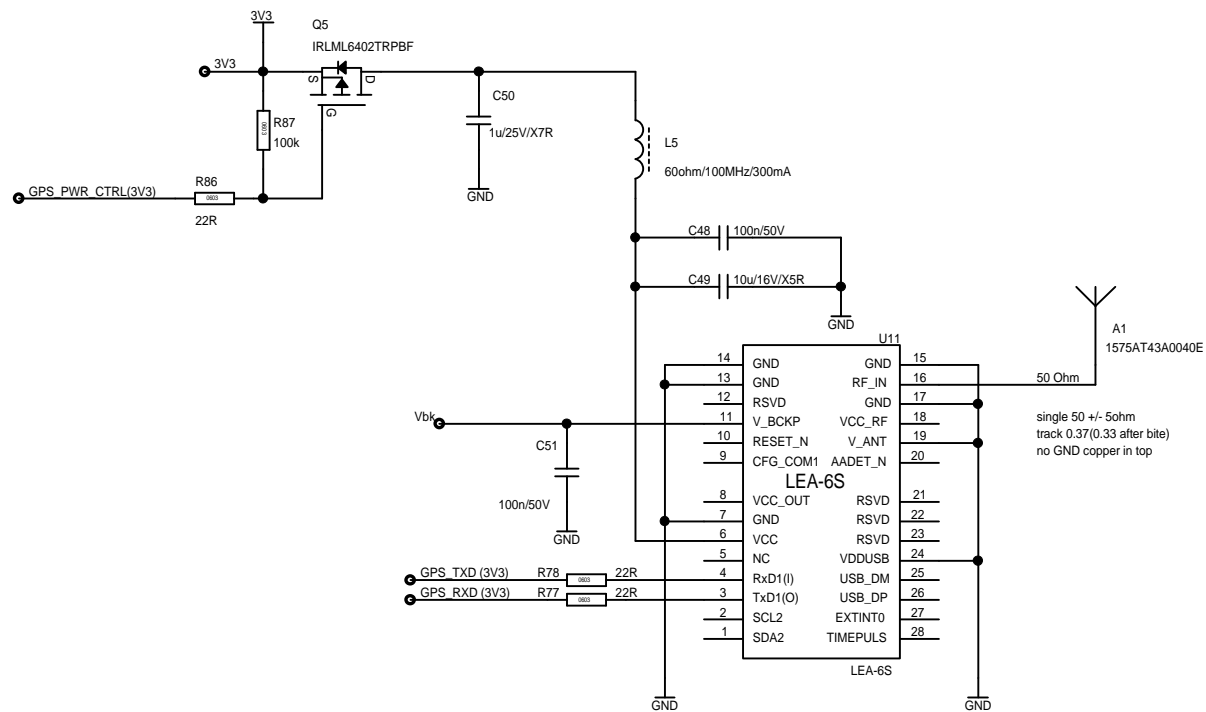 3V3
Q5
IRLML6402TRPBF
3V3
S
D
G
C50
1u/25V/X7R
GND
0603
R87
100k
GPS_PWR_CTRL(3V3)
R86
0603
22R
L5
60ohm/100MHz/300mA
C48
100n/50V
C49
10u/16V/X5R
GND
A1
1575AT43A0040E
U11
14 GND GND 15
13 GND RF_IN 16
50 Ohm
12 RSVD GND 17
Vbk
11 V_BCKP VCC_RF 18
10 RESET_N V_ANT 19
9 CFG_COM1 AADET_N 20
single 50 +/- 5ohm
track 0.37(0.33 after bite)
no GND copper in top
C51
100n/50V
GND
LEA-6S
8 VCC_OUT RSVD 21
7 GND RSVD 22
6 VCC RSVD 23
5 NC VDDUSB 24
GPS_TXD (3V3) R78 0603 22R
4 RxD1(I) USB_DM 25
GPS_RXD (3V3) R77 0603 22R
3 TxD1(O) USB_DP 26
2 SCL2 EXTINT0 27
1 SDA2 TIMEPULS 28
LEA-6S
GND
GND